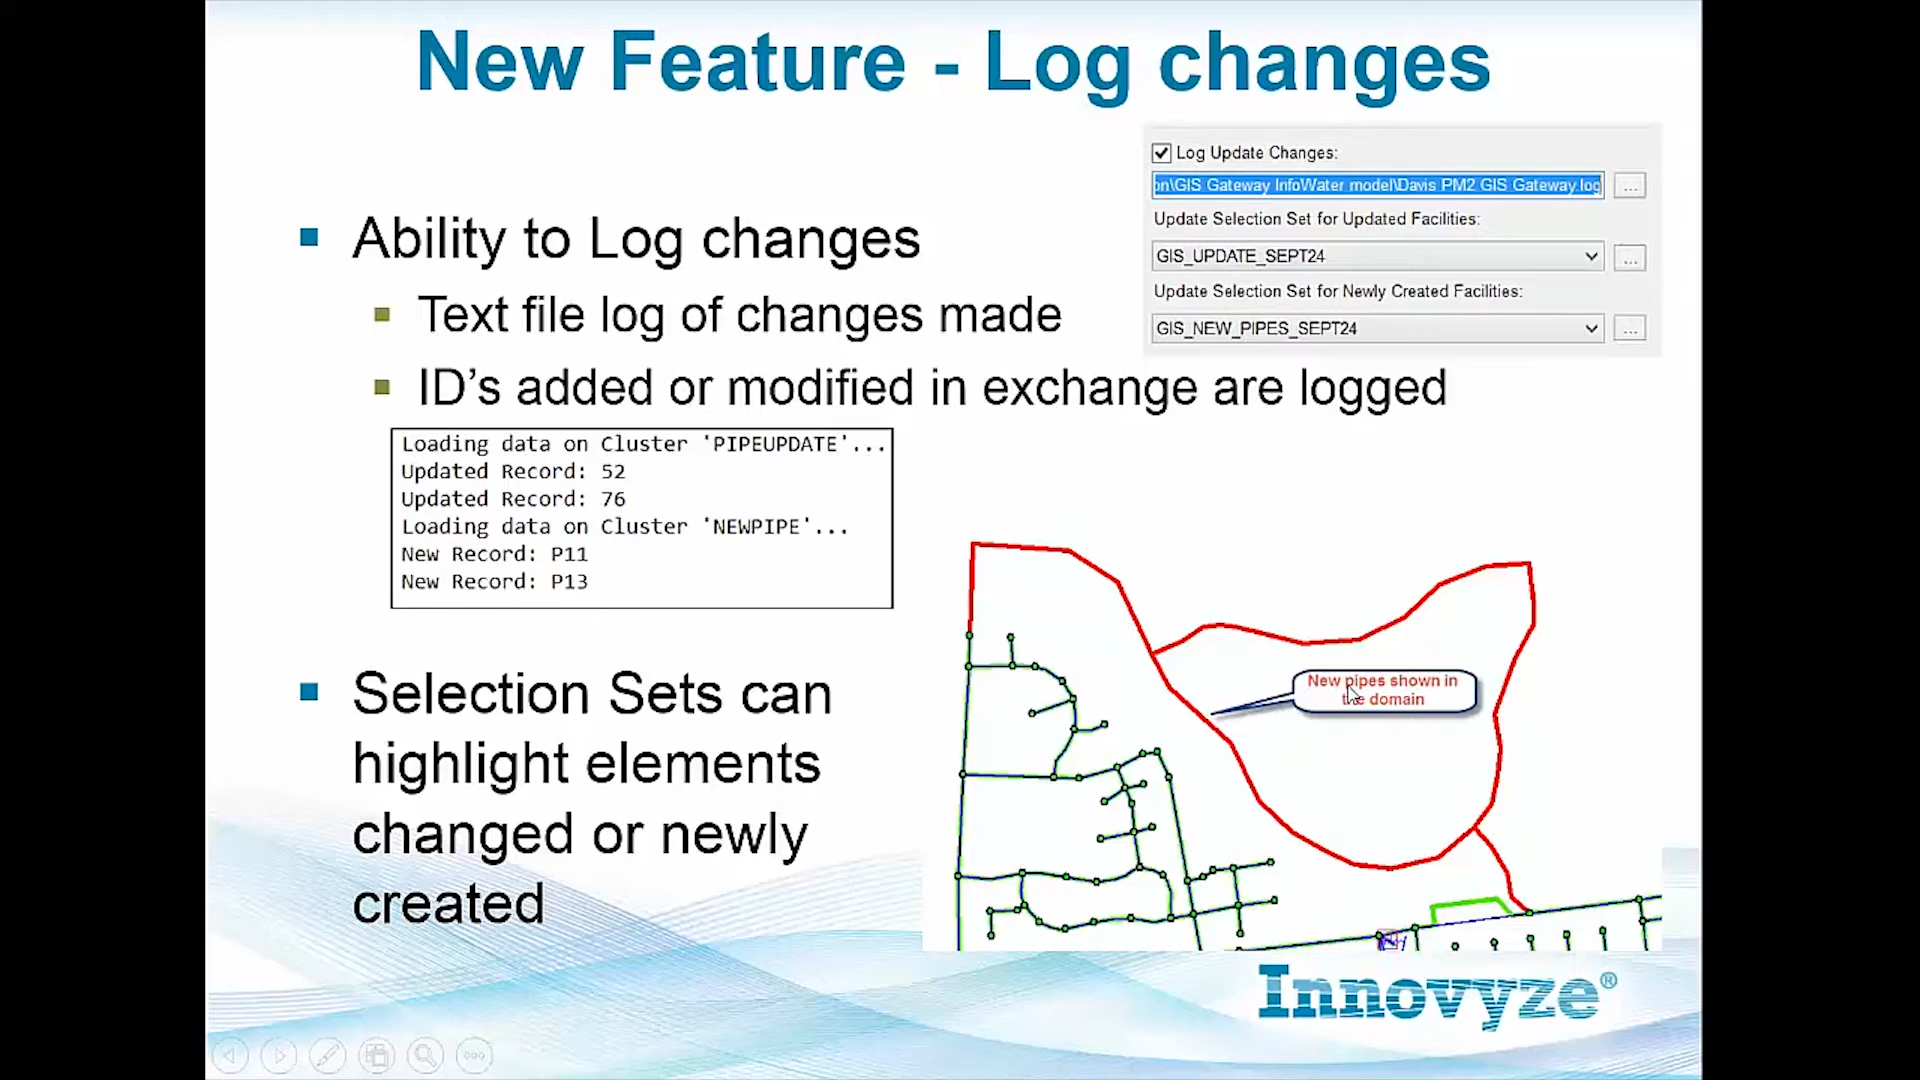 New Feature - Log changes
Log Update Changes:
on\GIS Gateway InfoWater model\Davis PM2 GIS Gateway.log
...
Update Selection Set for Updated Facilities:
GIS_UPDATE_SEPT24
...
Update Selection Set for Newly Created Facilities:
GIS_NEW_PIPES_SEPT24
...
Ability to Log changes
Text file log of changes made
ID’s added or modified in exchange are logged
Loading data on Cluster 'PIPEUPDATE'...
Updated Record: 52
Updated Record: 76
Loading data on Cluster 'NEWPIPE'...
New Record: P11
New Record: P13
Selection Sets can
highlight elements
changed or newly
created
New pipes shown in
the domain
Innovyze®